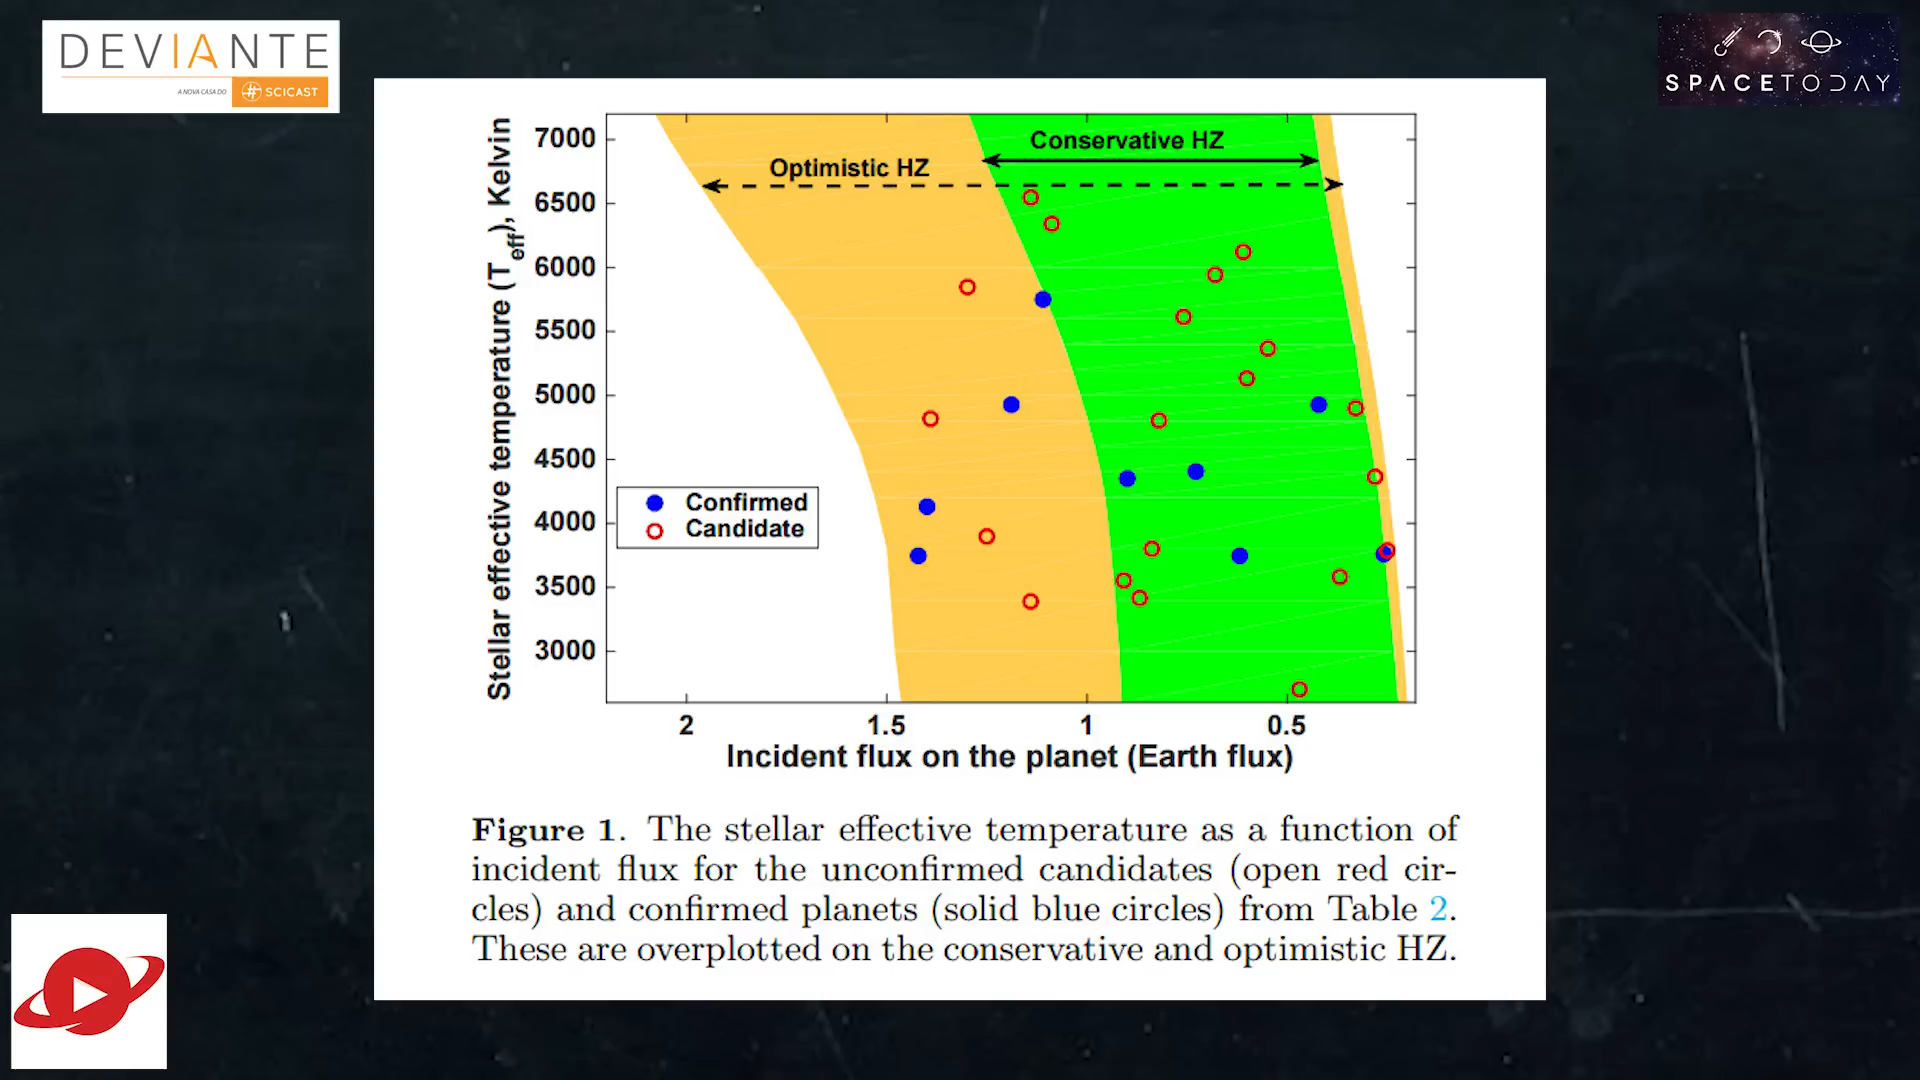 DEVIANTE
A NOVA CASA DO
SCICAST
SPACETODAY
7000
6500
6000
5500
5000
4500
4000
3500
3000
Stellar effective temperature (Teff), Kelvin
Conservative HZ
Optimistic HZ
Confirmed
Candidate
2 1.5 1 0.5
Incident flux on the planet (Earth flux)
Figure 1. The stellar effective temperature as a function of
incident flux for the unconfirmed candidates (open red cir-
cles) and confirmed planets (solid blue circles) from Table 2.
These are overplotted on the conservative and optimistic HZ.